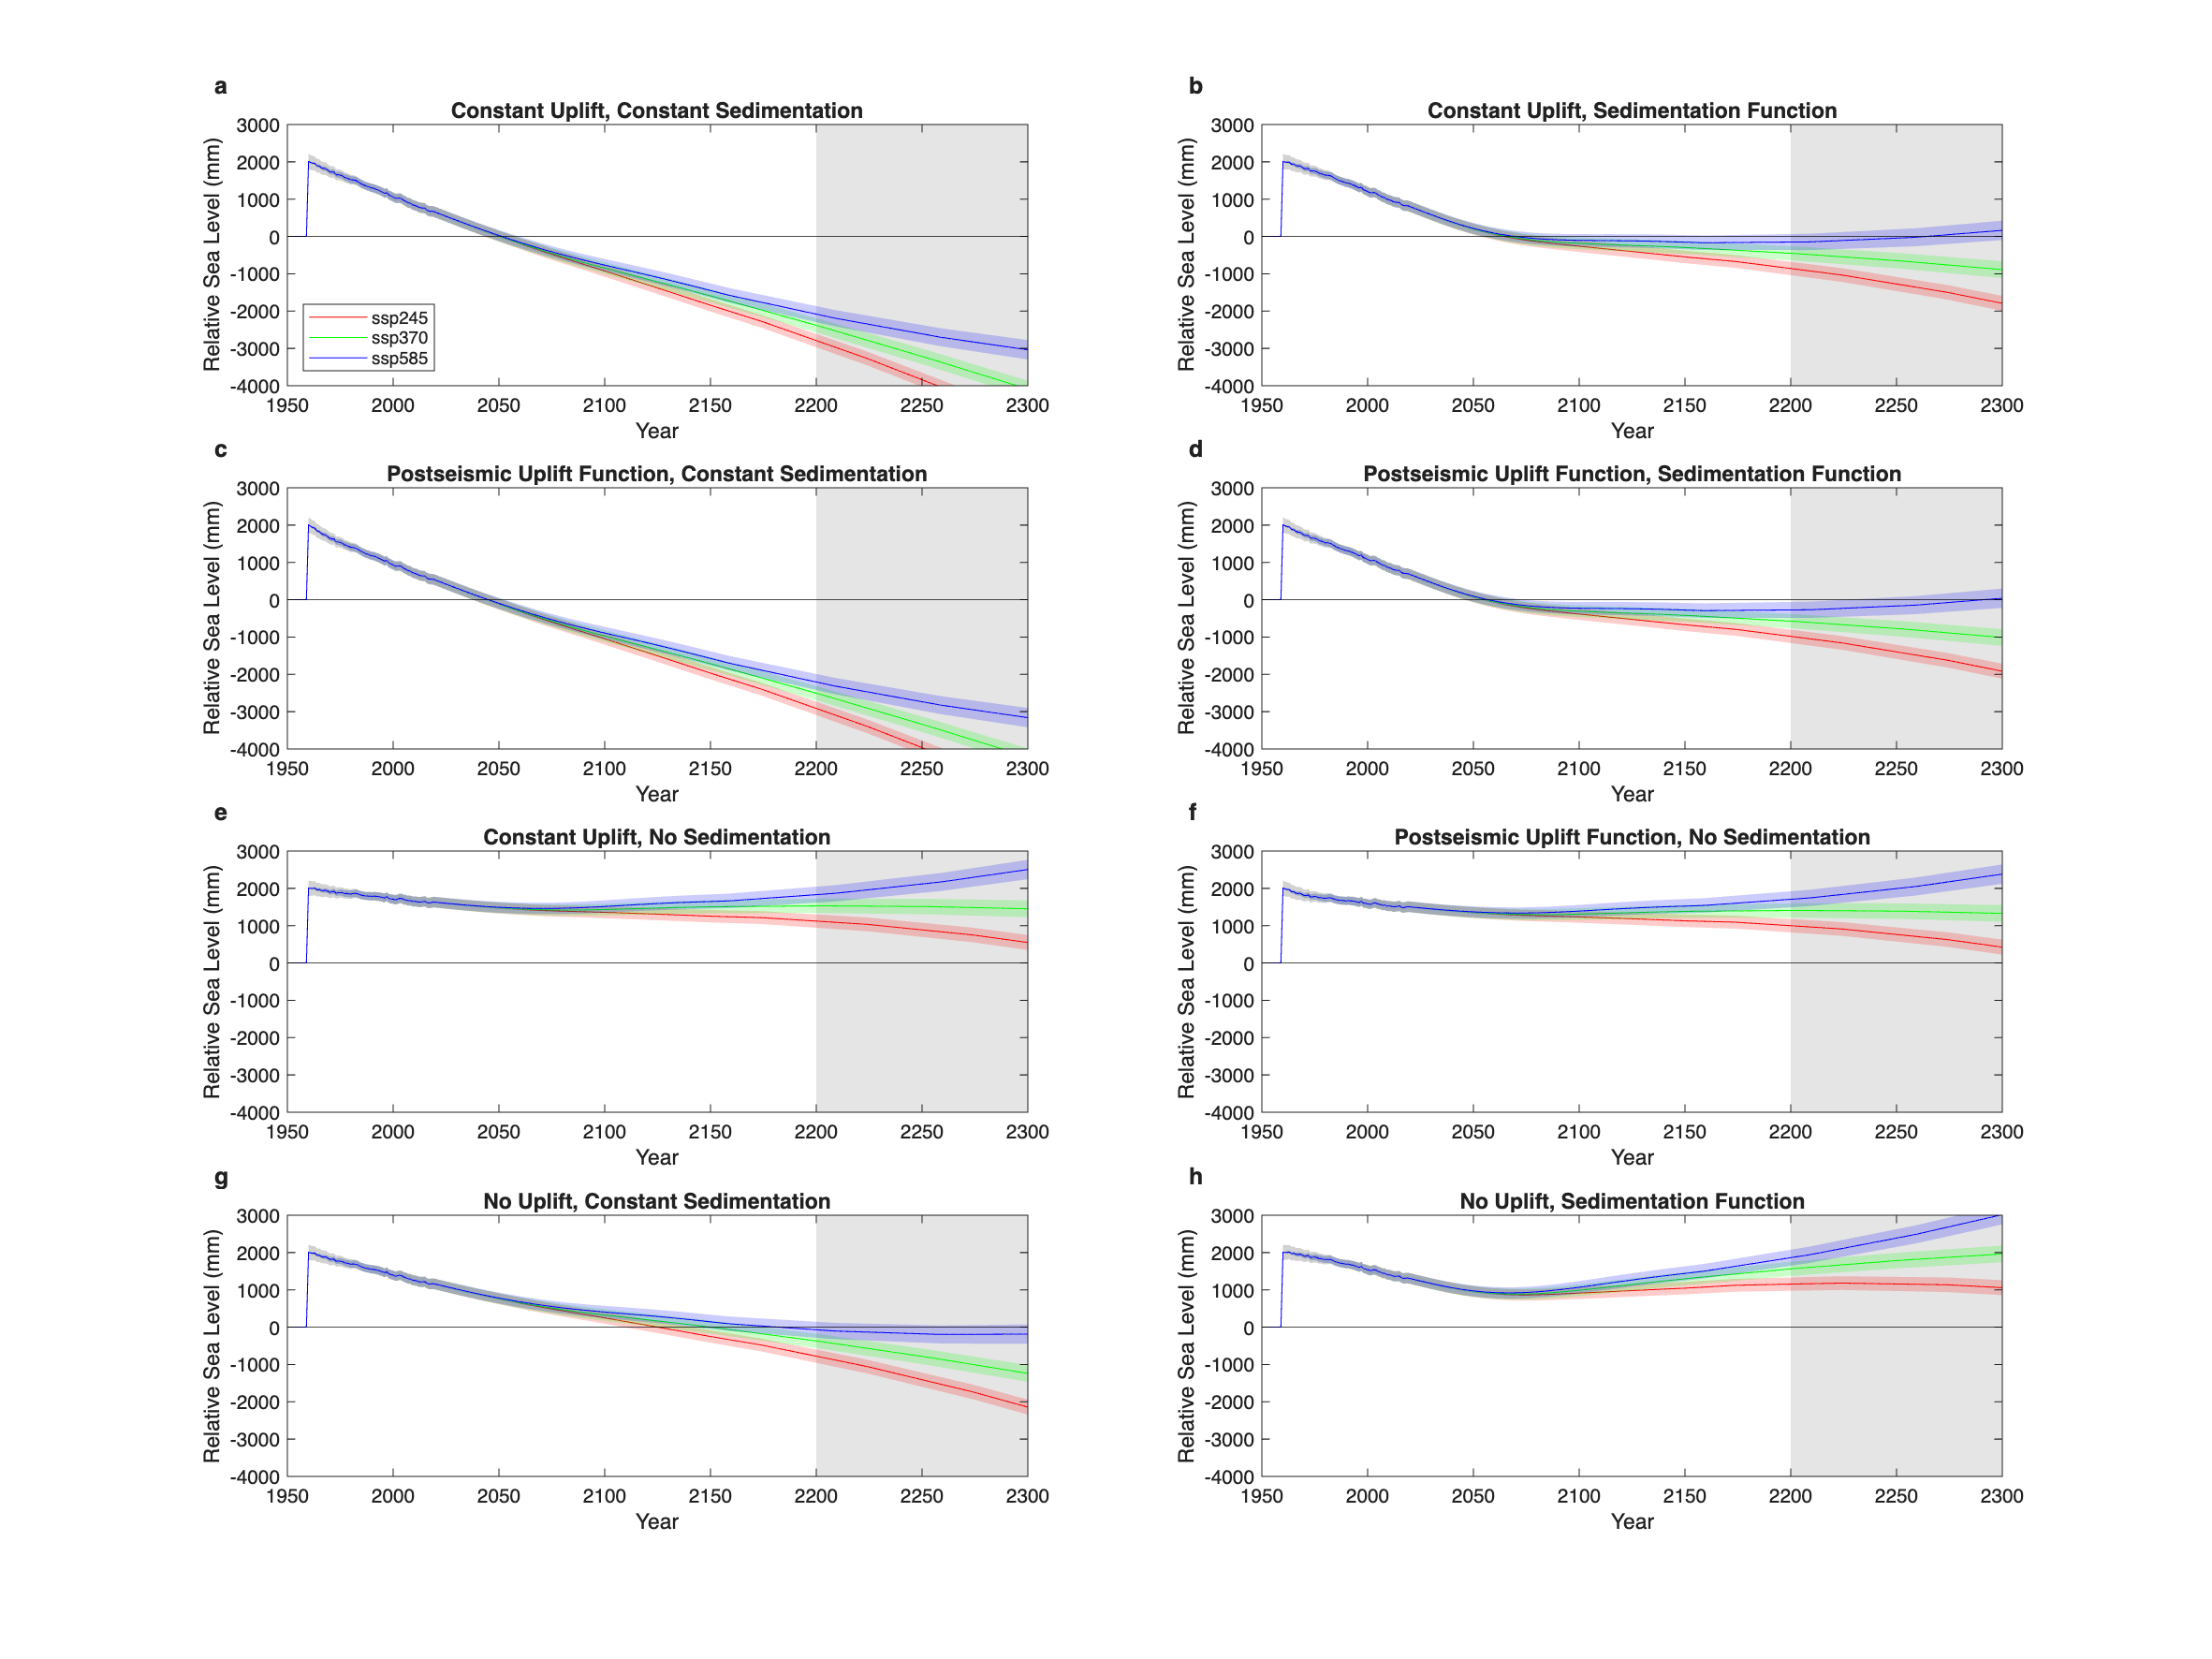 a
Constant Uplift, Constant Sedimentation
3000
2000
1000
0
-1000
-2000
-3000
-4000
Relative Sea Level (mm)
ssp245
ssp370
ssp585
1950 2000 2050 2100 2150 2200 2250 2300
Year
b
Constant Uplift, Sedimentation Function
3000
2000
1000
0
-1000
-2000
-3000
-4000
Relative Sea Level (mm)
1950 2000 2050 2100 2150 2200 2250 2300
Year
c
Postseismic Uplift Function, Constant Sedimentation
3000
2000
1000
0
-1000
-2000
-3000
-4000
Relative Sea Level (mm)
1950 2000 2050 2100 2150 2200 2250 2300
Year
d
Postseismic Uplift Function, Sedimentation Function
3000
2000
1000
0
-1000
-2000
-3000
-4000
Relative Sea Level (mm)
1950 2000 2050 2100 2150 2200 2250 2300
Year
e
Constant Uplift, No Sedimentation
3000
2000
1000
0
-1000
-2000
-3000
-4000
Relative Sea Level (mm)
1950 2000 2050 2100 2150 2200 2250 2300
Year
f
Postseismic Uplift Function, No Sedimentation
3000
2000
1000
0
-1000
-2000
-3000
-4000
Relative Sea Level (mm)
1950 2000 2050 2100 2150 2200 2250 2300
Year
g
No Uplift, Constant Sedimentation
3000
2000
1000
0
-1000
-2000
-3000
-4000
Relative Sea Level (mm)
1950 2000 2050 2100 2150 2200 2250 2300
Year
h
No Uplift, Sedimentation Function
3000
2000
1000
0
-1000
-2000
-3000
-4000
Relative Sea Level (mm)
1950 2000 2050 2100 2150 2200 2250 2300
Year